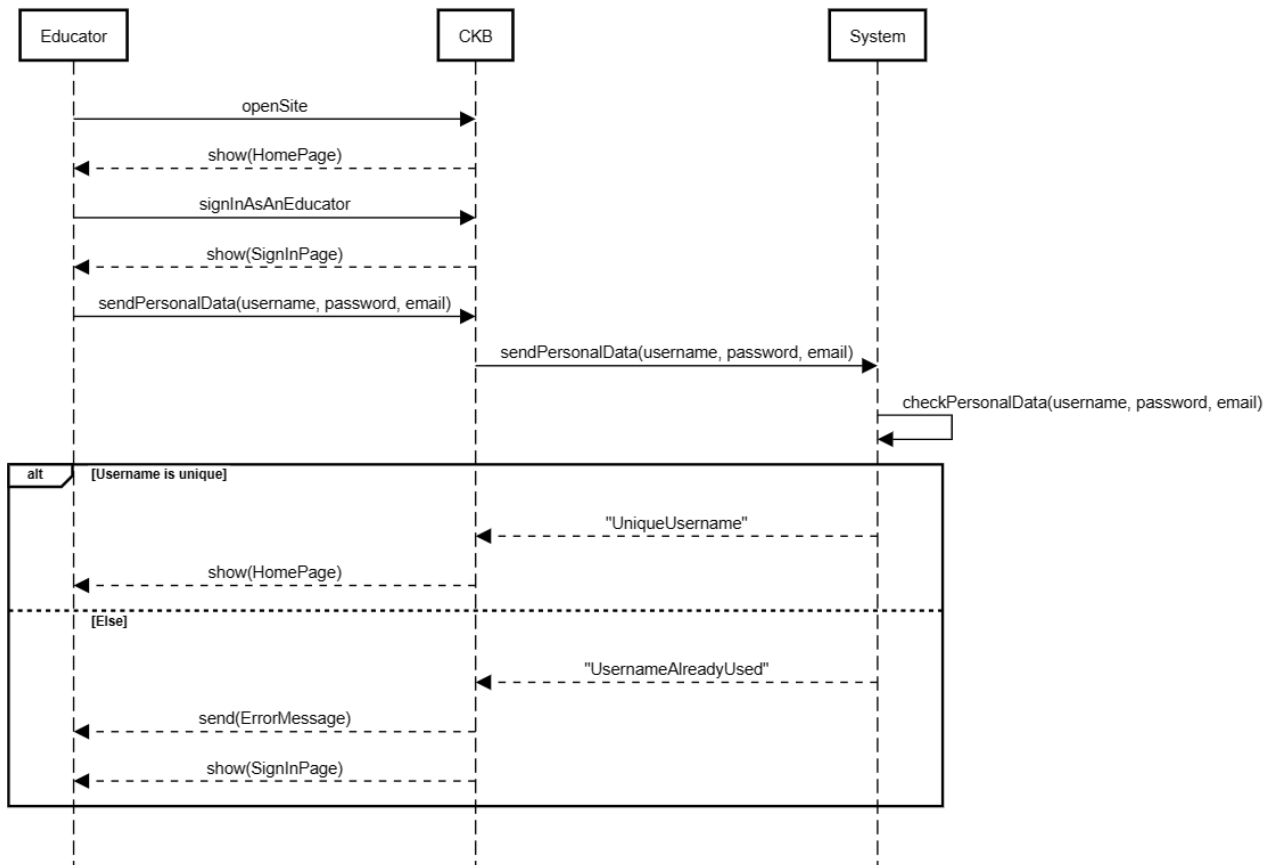 Educator
CKB
System
openSite
show(HomePage)
signInAsAnEducator
show(SignInPage)
sendPersonalData(username, password, email)
sendPersonalData(username, password, email)
checkPersonalData(username, password, email)
alt
[Username is unique]
"UniqueUsername"
show(HomePage)
[Else]
"UsernameAlreadyUsed"
send(ErrorMessage)
show(SignInPage)